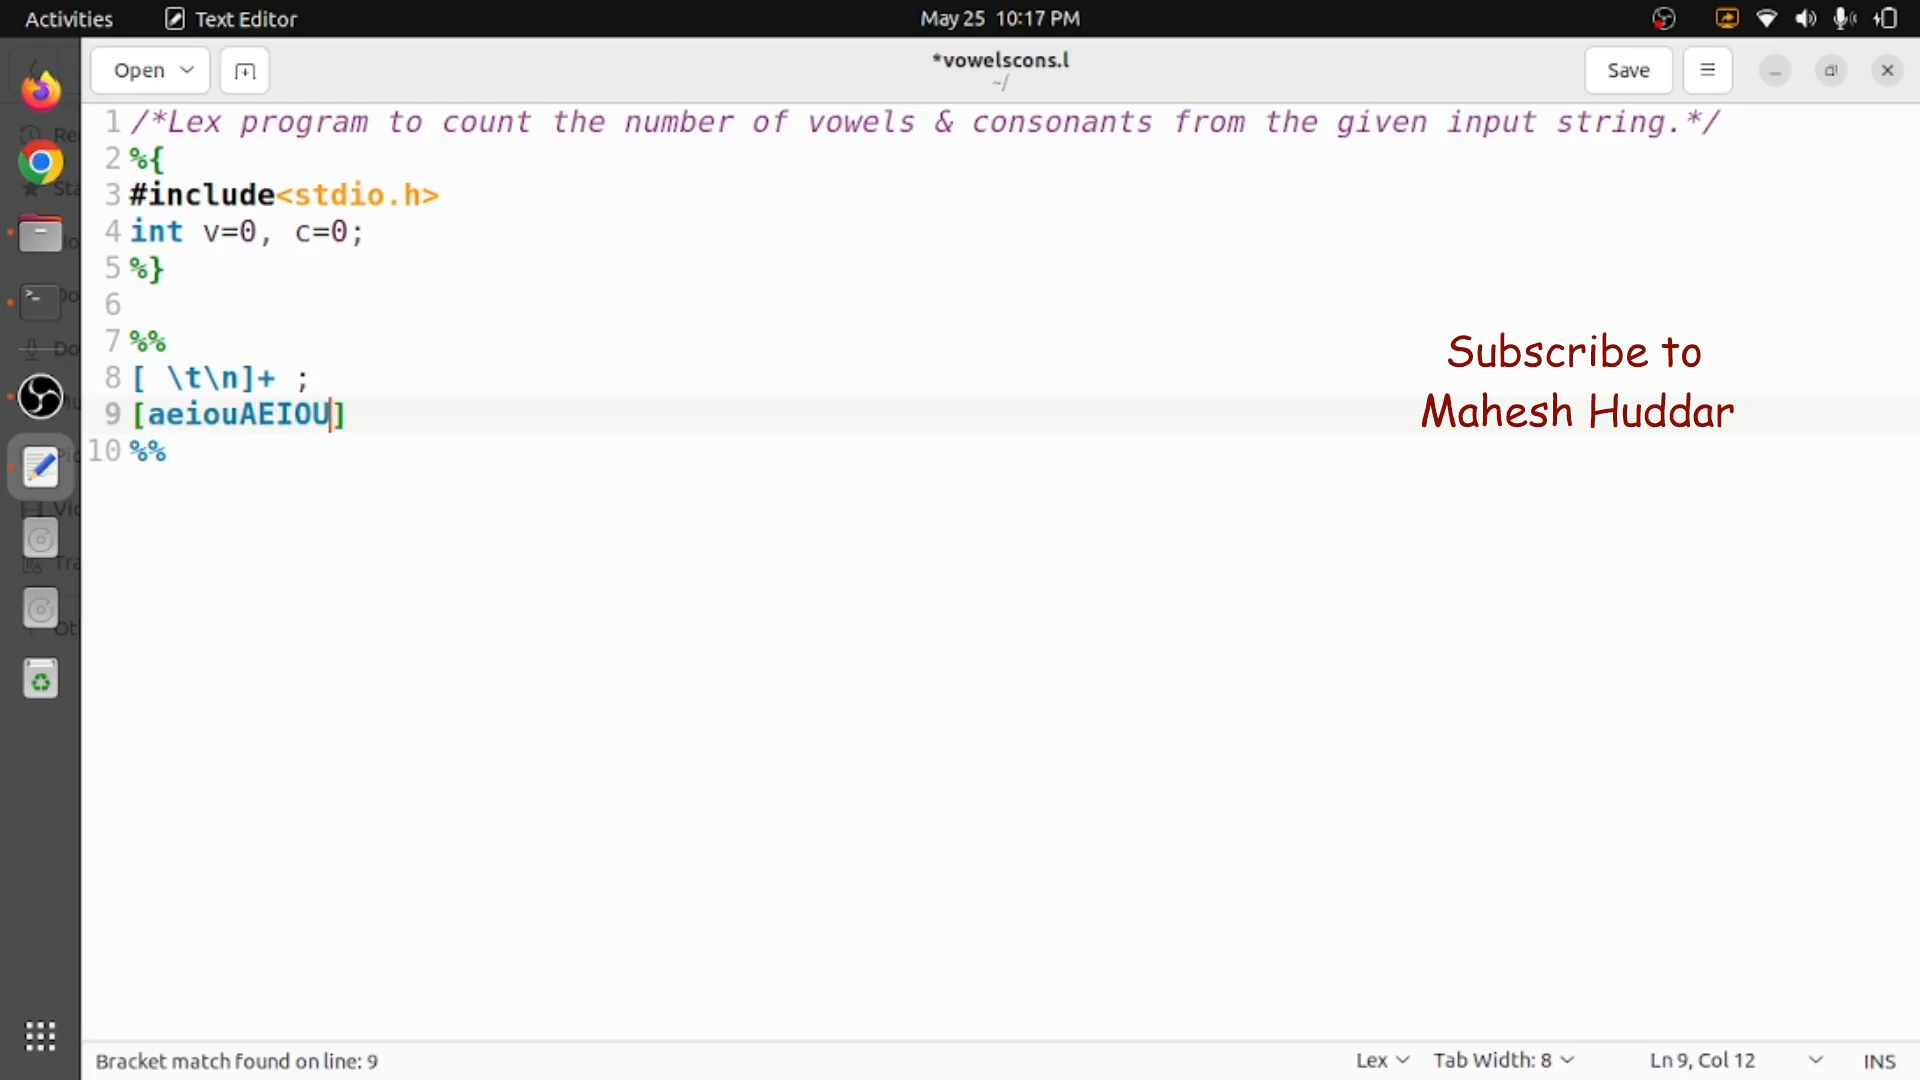 Activities Text Editor May 25 10:17 PM
Open *vowelscons.l Save
~/
1 /*Lex program to count the number of vowels & consonants from the given input string.*/
2 %{
3 #include<stdio.h>
4 int v=0, c=0;
5 %}
6
7 %%
8 [ \t\n]+ ;
9 [aeiouAEIOU]
10 %%
Subscribe to
Mahesh Huddar
Bracket match found on line: 9 Lex Tab Width: 8 Ln 9, Col 12 INS